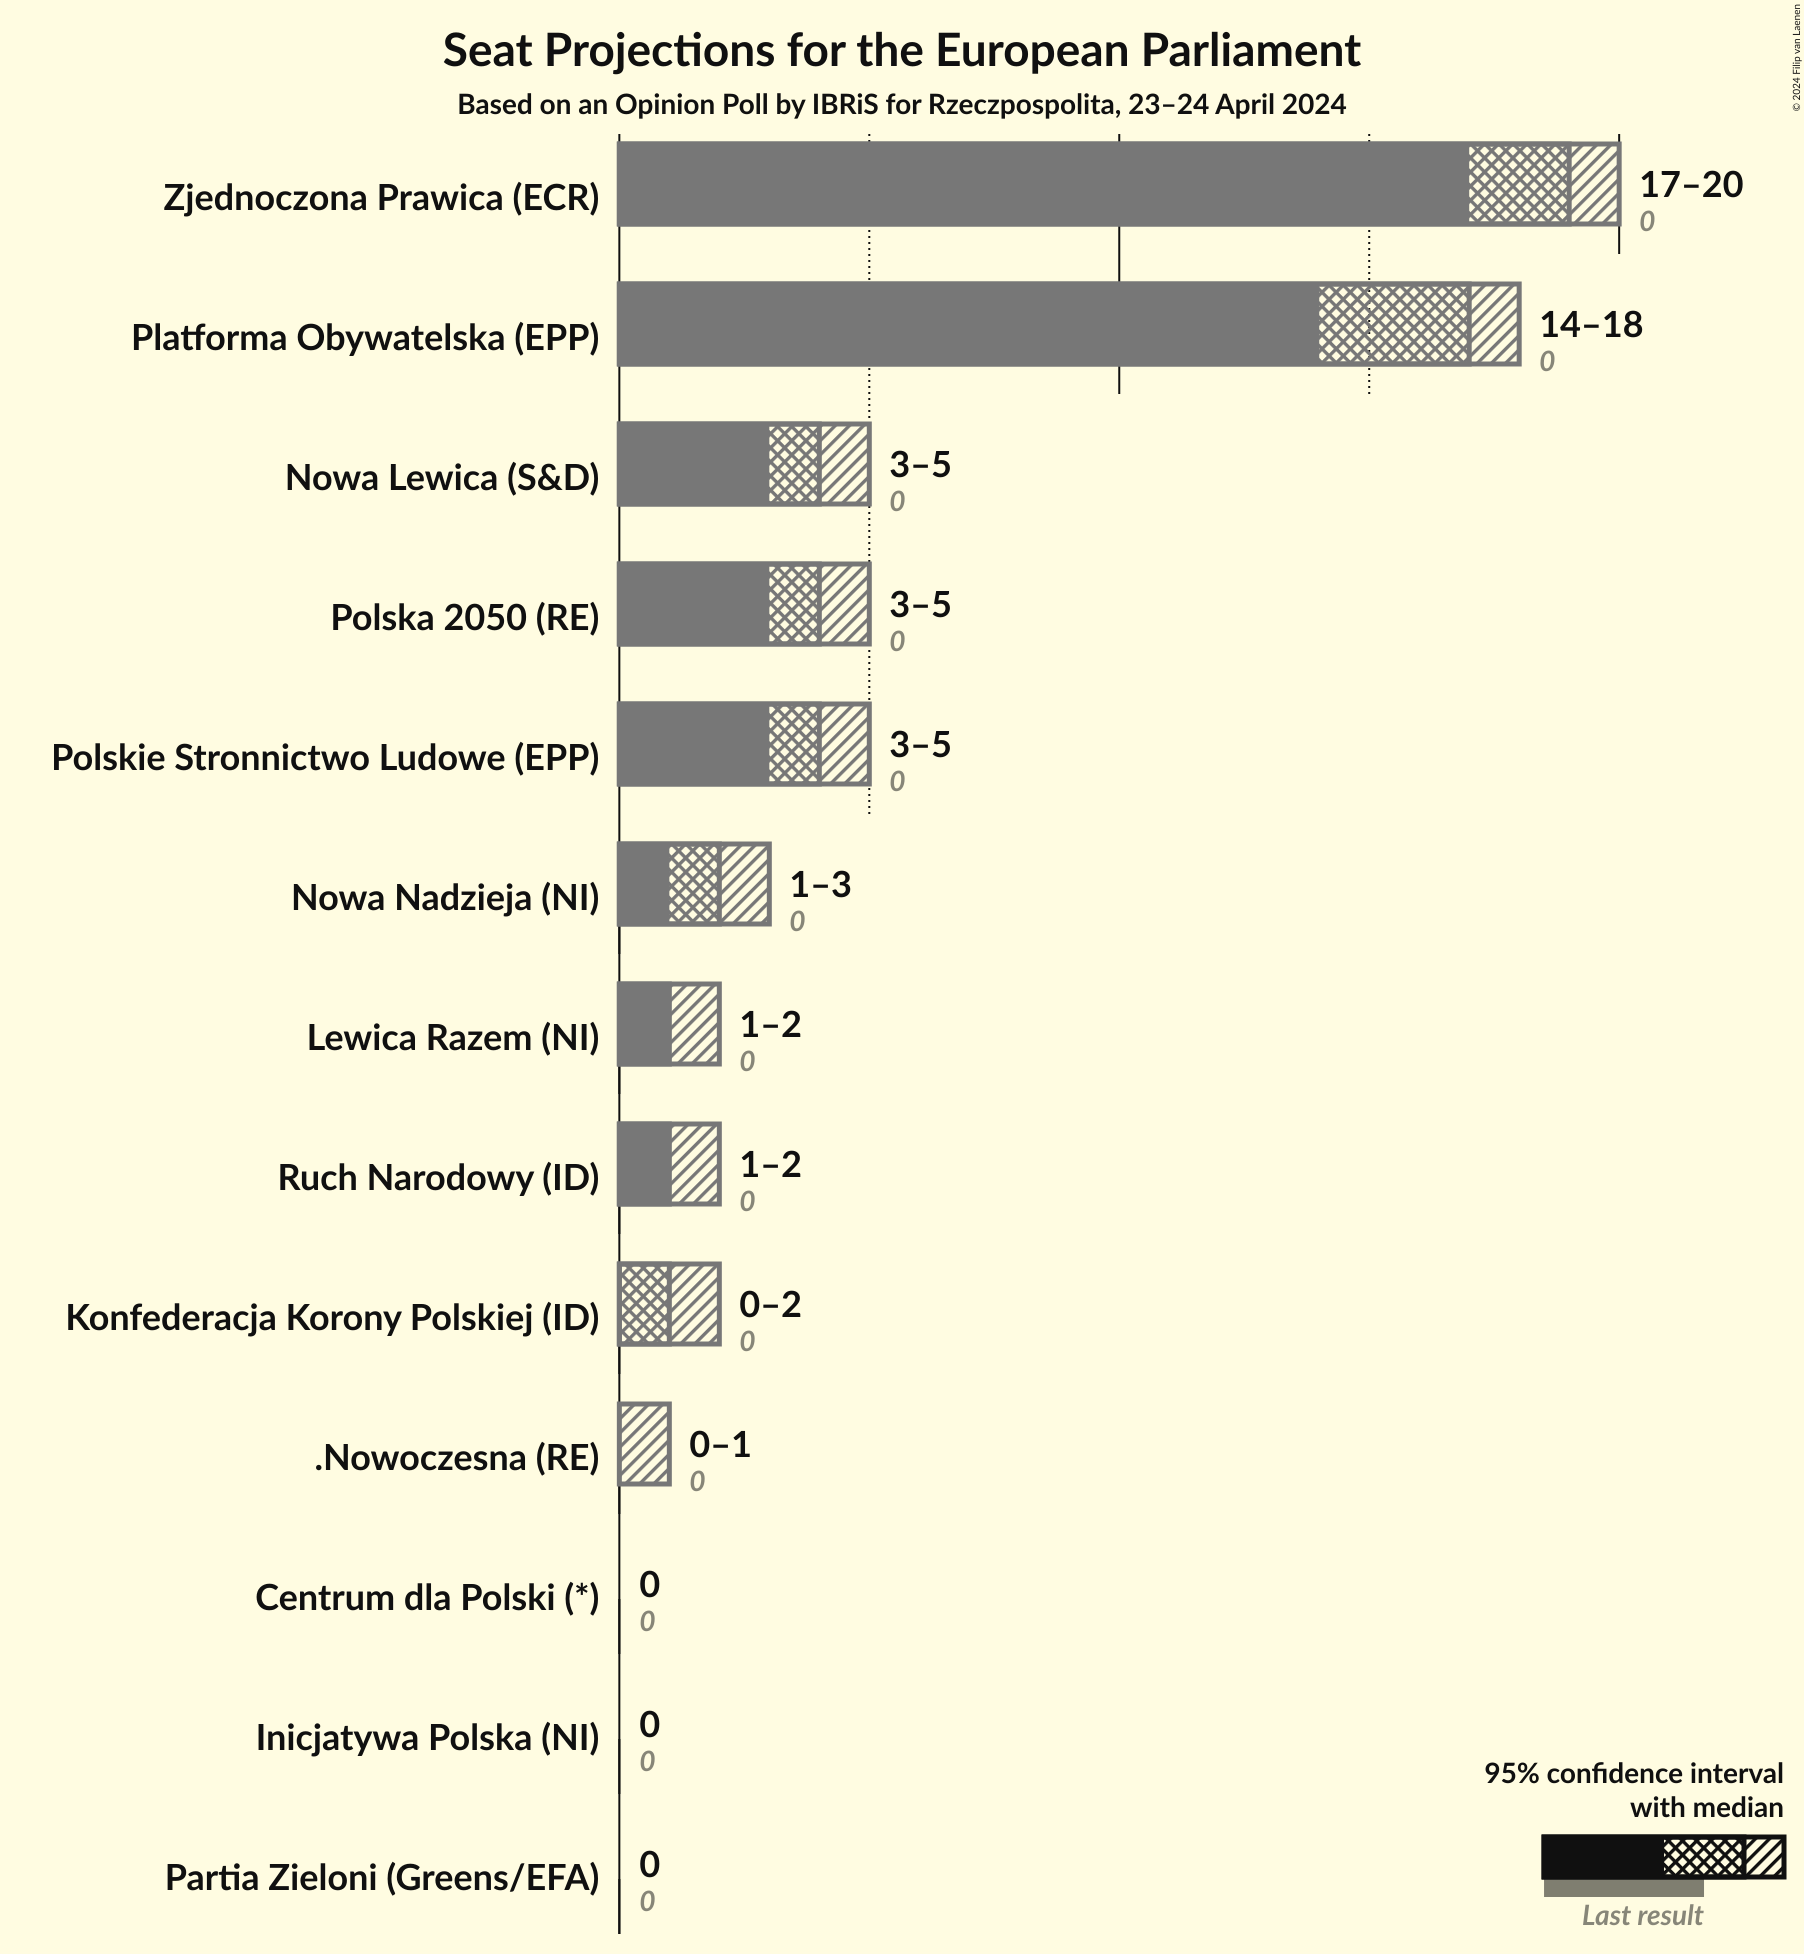 Seat Projections for the European Parliament
Based on an Opinion Poll by IBRiS for Rzeczpospolita, 23–24 April 2024
© 2024 Filip van Laenen
Zjednoczona Prawica (ECR)
17–20
0
Platforma Obywatelska (EPP)
14–18
0
Nowa Lewica (S&D)
3–5
0
Polska 2050 (RE)
3–5
0
Polskie Stronnictwo Ludowe (EPP)
3–5
0
Nowa Nadzieja (NI)
1–3
0
Lewica Razem (NI)
1–2
0
Ruch Narodowy (ID)
1–2
0
Konfederacja Korony Polskiej (ID)
0–2
0
.Nowoczesna (RE)
0–1
0
Centrum dla Polski (*)
0
0
Inicjatywa Polska (NI)
0
0
Partia Zieloni (Greens/EFA)
0
0
95% confidence interval
with median
Last result